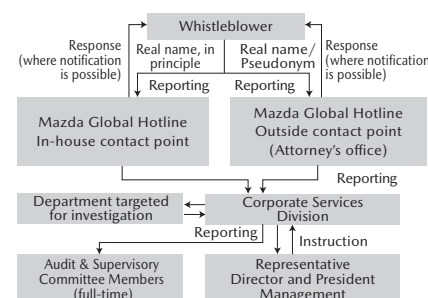 Whistleblower
Response
(where notification
is possible)
Real name, in
principle
Real name/
Pseudonym
Response
(where notification
is possible)
Reporting
Reporting
Mazda Global Hotline
In-house contact point
Mazda Global Hotline
Outside contact point
(Attorney's office)
Reporting
Department targeted
for investigation
Corporate Services
Division
Reporting
Instruction
Audit & Supervisory
Committee Members
(full-time)
Representative
Director and President
Management